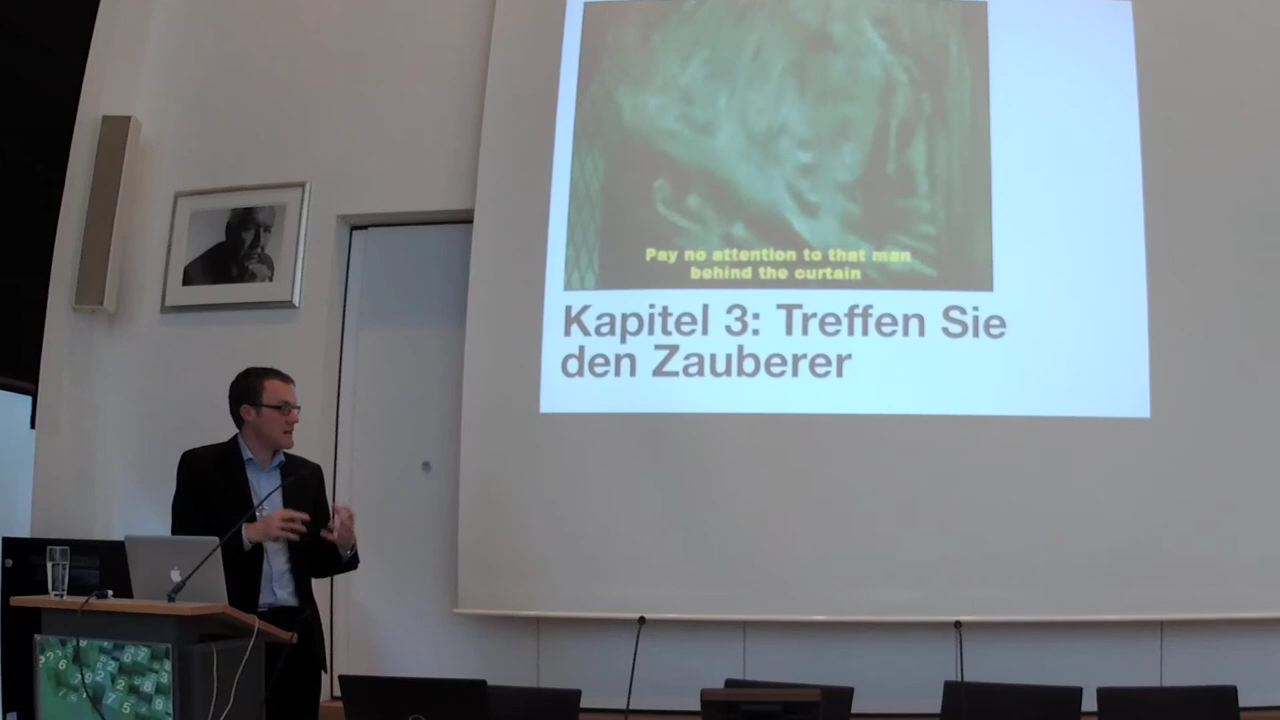 Pay no attention to that man
behind the curtain
Kapitel 3: Treffen Sie
den Zauberer